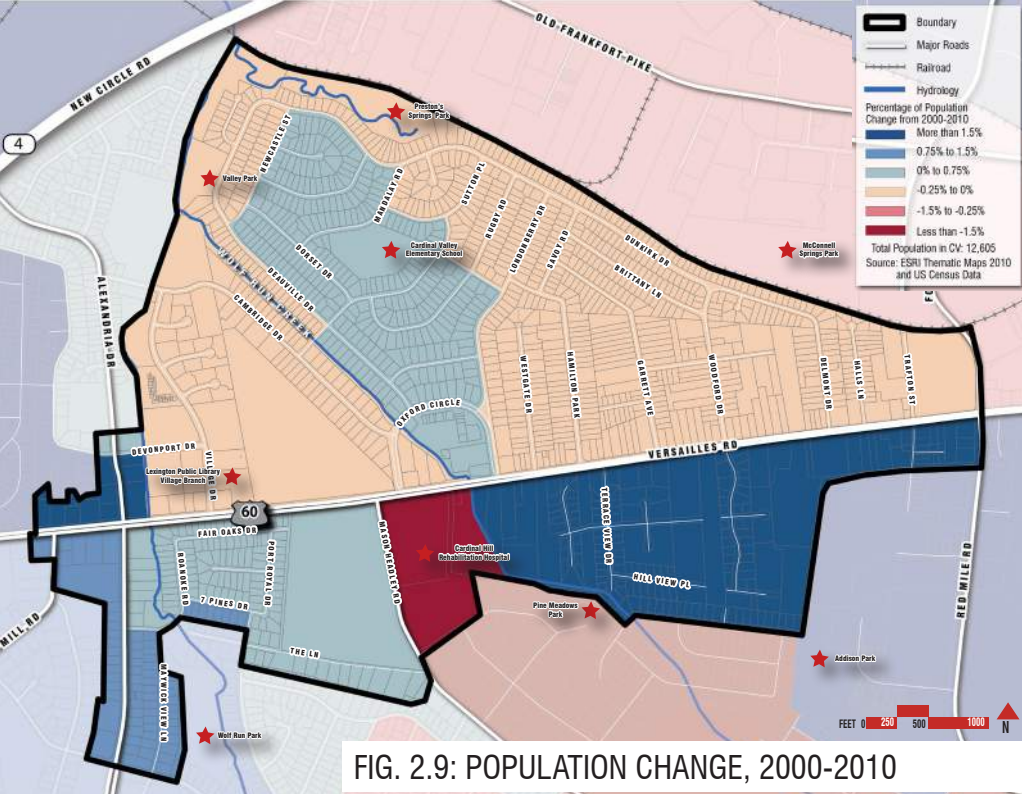 OLD FRANKFORT PIKE
NEW CIRCLE RD
4
Boundary
Major Roads
Railroad
Hydrology
Percentage of Population
Change from 2000-2010
More than 1.5%
0.75% to 1.5%
0% to 0.75%
-0.25% to 0%
-1.5% to -0.25%
Less than -1.5%
Total Population in CV: 12,605
Source: ESRI Thematic Maps 2010
and US Census Data
Preston's
Springs Park
NEWCASTLE ST
Valley Park
MANDALAY RD
SUTTON PL
RUGBY RD
LONDONBERRY DR
SAVOY RD
DUNKIRK DR
BRITTANY LN
Cardinal Valley
Elementary School
McConnell
Springs Park
FO
DORSET DR
DEAUVILLE DR
WOLF RUN CREEK
CAMBRIDGE DR
ALEXANDRIA DR
OXFORD CIRCLE
WESTGATE DR
HAMILTON PARK
GARRETT AVE
WOODFORD DR
DELMONT DR
HALLS LN
TRAFTON ST
VERSAILLES RD
DEVONPORT DR
VILLAGE DR
Lexington Public Library
Village Branch
60
FAIR OAKS DR
ROANOKE RD
PORT ROYAL DR
7 PINES DR
THE LN
MASON HEADLEY RD
Cardinal Hill
Rehabilitation Hospital
TERRACE VIEW DR
HILL VIEW PL
Pine Meadows
Park
RED MILE RD
MILL RD
MAYWICK VIEW LN
Wolf Run Park
Addison Park
FEET 0 250 500 1000 N
FIG. 2.9: POPULATION CHANGE, 2000-2010